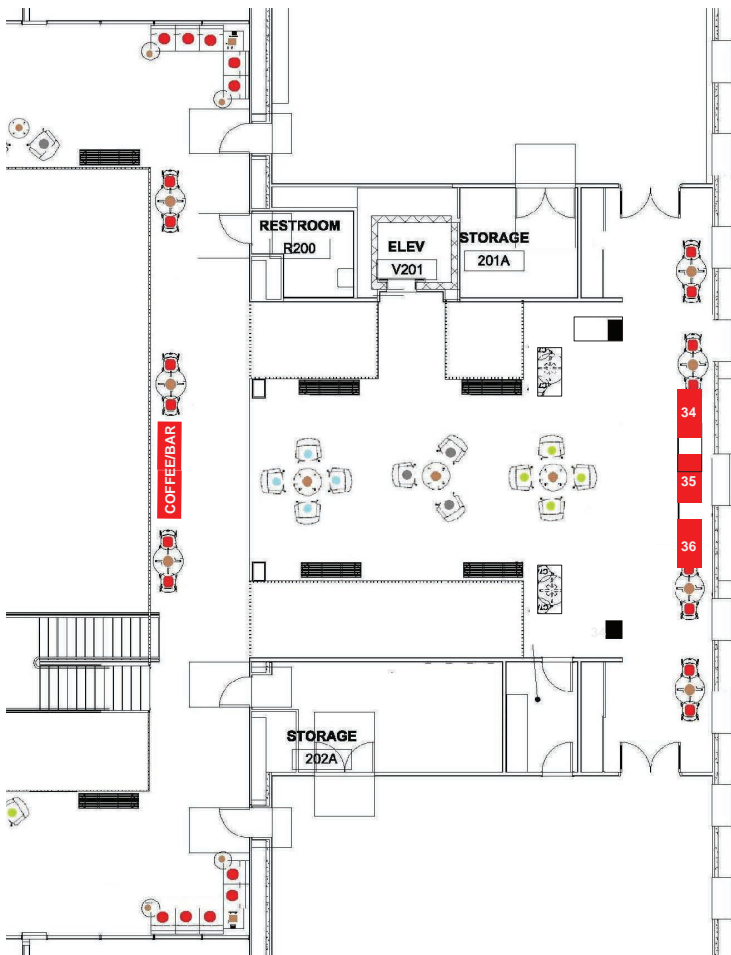 RESTROOM
R200
ELEV
V201
STORAGE
201A
34
COFFEE/BAR
35
36
STORAGE
202A